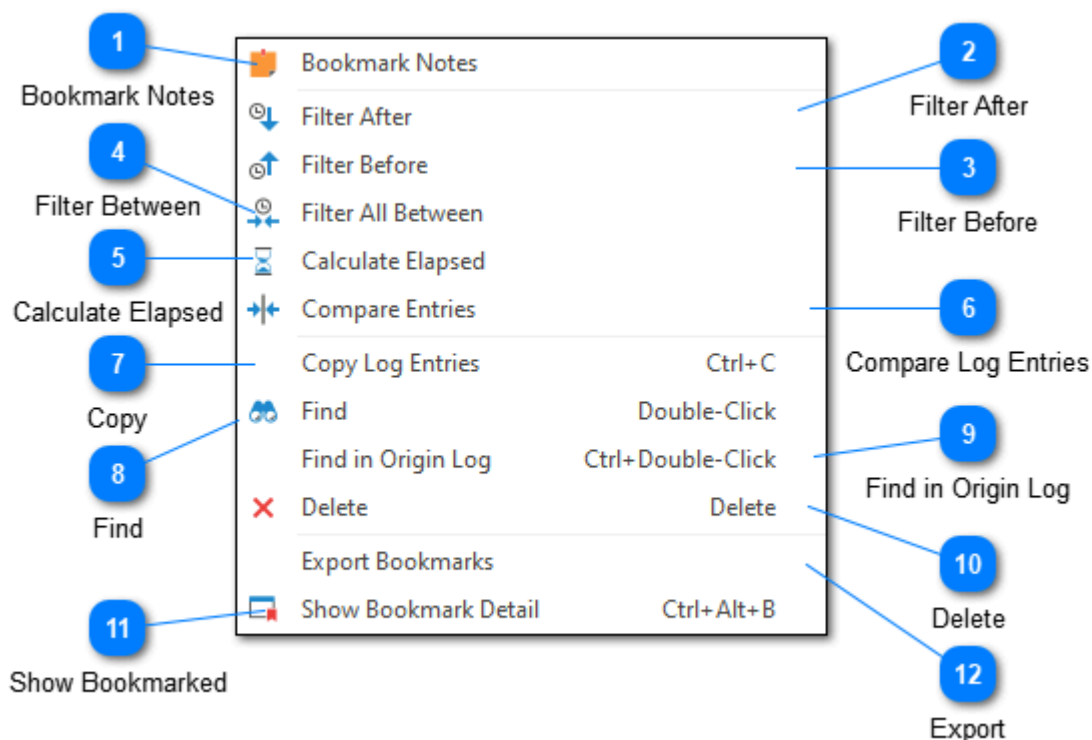 1
Bookmark Notes
2
Filter After
3
Filter Before
4
Filter Between
5
Calculate Elapsed
6
Compare Log Entries
7
Copy
8
Find
9
Find in Origin Log
10
Delete
11
Show Bookmarked
12
Export
Bookmark Notes
Filter After
Filter Before
Filter All Between
Calculate Elapsed
Compare Entries
Copy Log Entries Ctrl+C
Find Double-Click
Find in Origin Log Ctrl+Double-Click
Delete Delete
Export Bookmarks
Show Bookmark Detail Ctrl+Alt+B